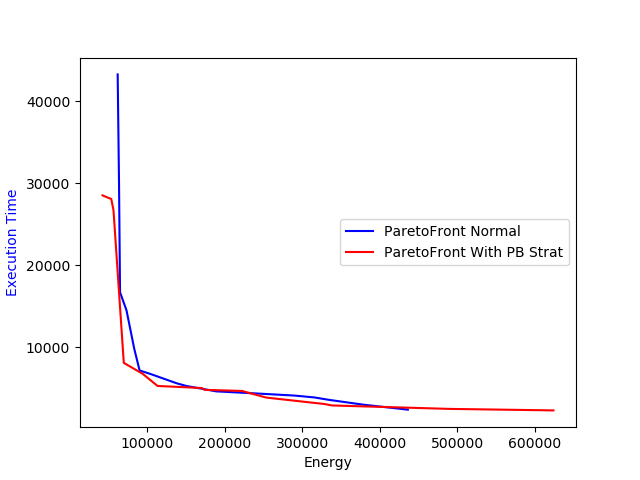 40000
30000
20000
10000
Execution Time
ParetoFront Normal
ParetoFront With PB Strat
100000 200000 300000 400000 500000 600000
Energy